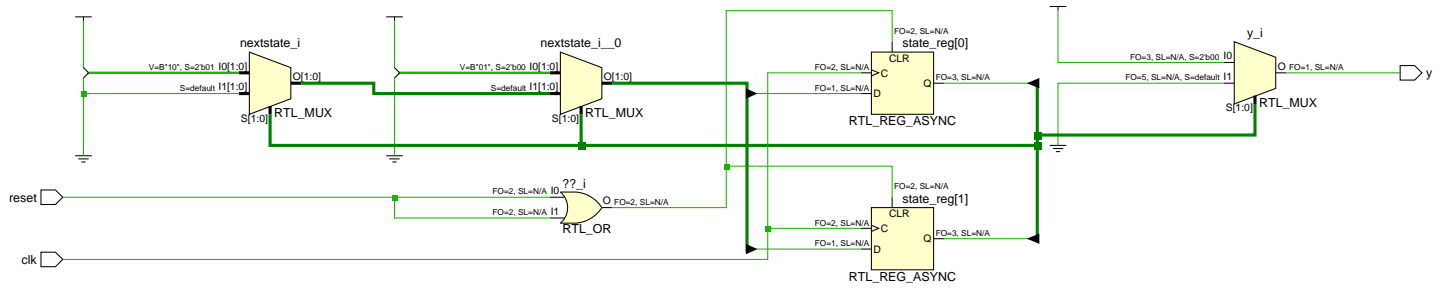 nextstate_i
V=B"10", S=2'b01 I0[1:0]
S=default I1[1:0]
O[1:0]
S[1:0]
RTL_MUX
nextstate_i__0
V=B"01", S=2'b00 I0[1:0]
S=default I1[1:0]
O[1:0]
S[1:0]
RTL_MUX
FO=2, SL=N/A
state_reg[0]
CLR
FO=2, SL=N/A
C
FO=1, SL=N/A
D
Q
FO=3, SL=N/A
RTL_REG_ASYNC
y_i
FO=3, SL=N/A, S=2'b00 I0
FO=5, SL=N/A, S=default I1
O FO=1, SL=N/A
S[1:0]
RTL_MUX
y
reset
??_i
FO=2, SL=N/A I0
FO=2, SL=N/A I1
O FO=2, SL=N/A
RTL_OR
FO=2, SL=N/A
state_reg[1]
CLR
FO=2, SL=N/A
C
FO=1, SL=N/A
D
Q
FO=3, SL=N/A
RTL_REG_ASYNC
clk